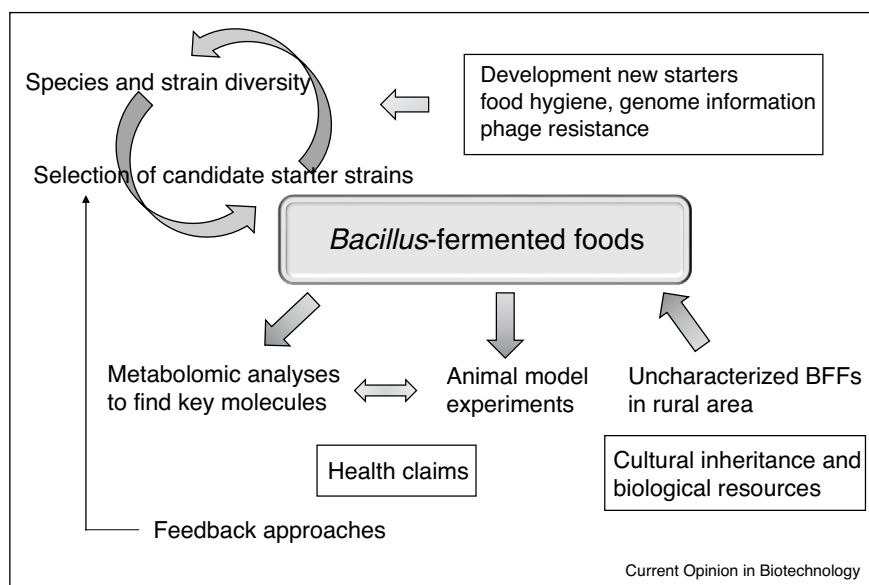 Species and strain diversity
Development new starters
food hygiene, genome information
phage resistance
Selection of candidate starter strains
Bacillus-fermented foods
Metabolomic analyses
to find key molecules
Animal model
experiments
Uncharacterized BFFs
in rural area
Health claims
Cultural inheritance and
biological resources
Feedback approaches
Current Opinion in Biotechnology